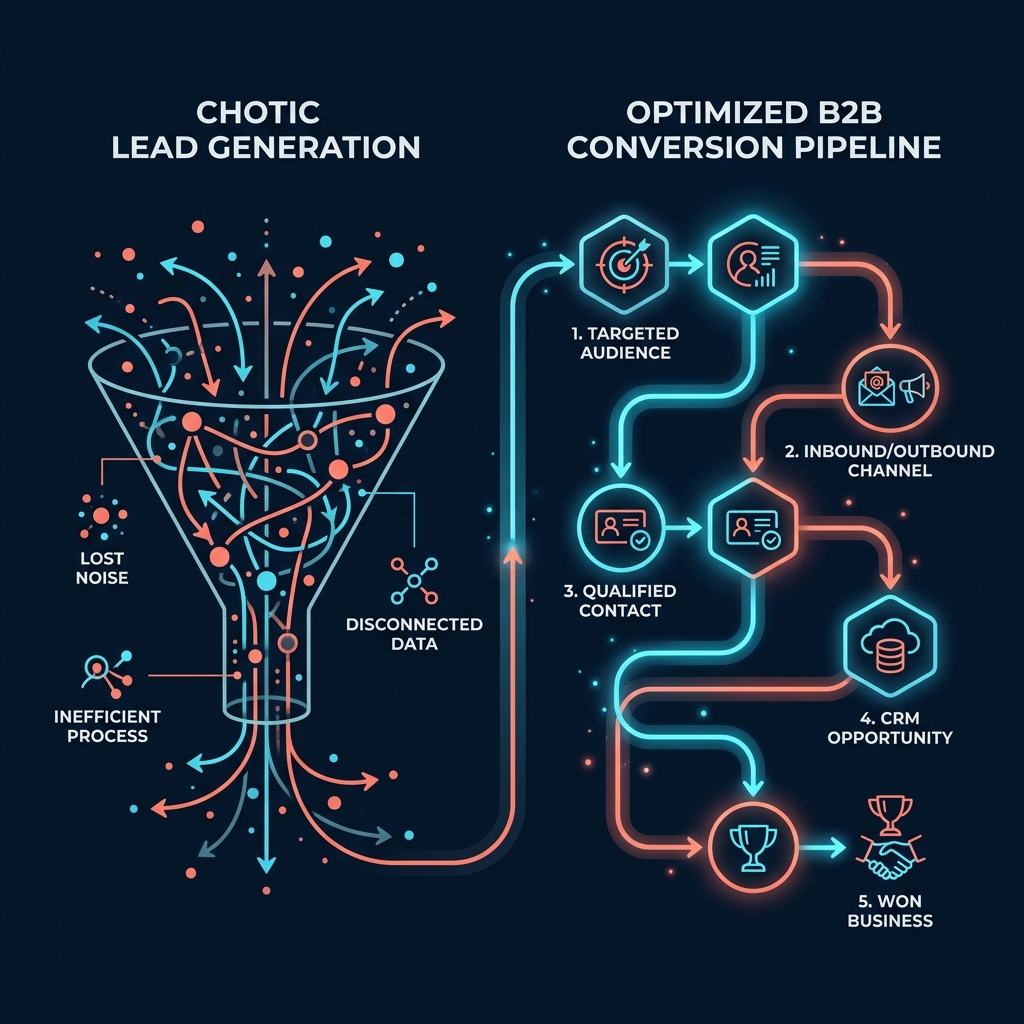 CHOTIC
LEAD GENERATION
OPTIMIZED B2B
CONVERSION PIPELINE
1. TARGETED
AUDIENCE
@
2. INBOUND/OUTBOUND
CHANNEL
LOST
NOISE
3. QUALIFIED
CONTACT
DISCONNECTED
DATA
INEFFICIENT
PROCESS
4. CRM
OPPORTUNITY
5. WON
BUSINESS